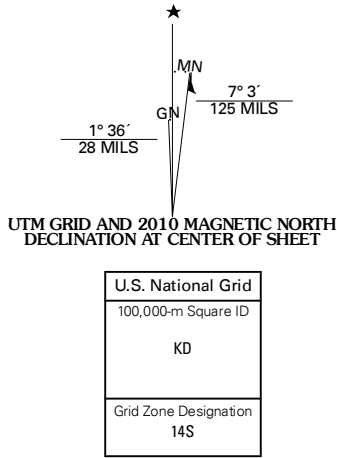 ★
MN
7° 3´
125 MILS
GN
1° 36´
28 MILS
UTM GRID AND 2010 MAGNETIC NORTH
DECLINATION AT CENTER OF SHEET
U.S. National Grid
100,000-m Square ID
KD
Grid Zone Designation
14S